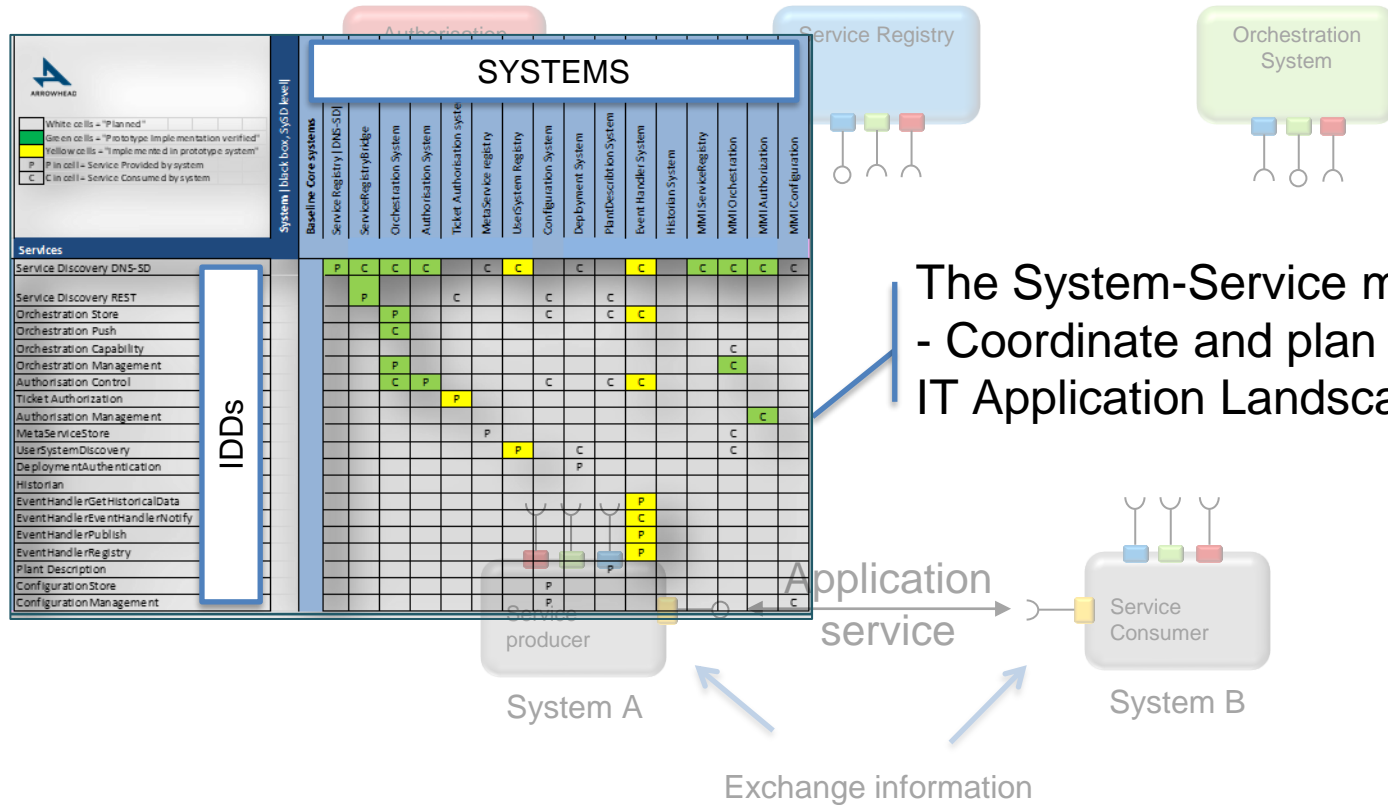 Authorisation
Service Registry
Orchestration
System
ARROWHEAD
White cells = "Planned"
Green cells = "Prototype Implementation verified"
Yellow cells = "Implemented in prototype system"
P P in cell = Service Provided by system
C C in cell = Service Consumed by system
SYSTEMS
System | black box, SySD level|
Baseline Core systems
Service Registry | DNS-SD|
ServiceRegistryBridge
Orchestration System
Authorisation System
Ticket Authorisation syste
MetaService registry
UserSystem Registry
Configuration System
Deployment System
PlantDescribtion System
Event Handler System
Historian System
MMI ServiceRegistry
MMI Orchestration
MMI Authorization
MMI Configuration
Services
IDDs
Service Discovery DNS-SD P C C C C C C C C C C C
Service Discovery REST P C C C
Orchestration Store P C C C
Orchestration Push C
Orchestration Capability C
Orchestration Management P C
Authorisation Control C P C C C
Ticket Authorization P
Authorisation Management C
MetaServiceStore P C
UserSystemDiscovery P C C
DeploymentAuthentication P
Historian
EventHandlerGetHistoricalData P
EventHandlerEventHandlerNotify C
EventHandlerPublish P
EventHandlerRegistry P
Plant Description P
ConfigurationStore P
ConfigurationManagement P C
The System-Service m
- Coordinate and plan
IT Application Landsca
Service
producer
System A
Application
service
Service
Consumer
System B
Exchange information